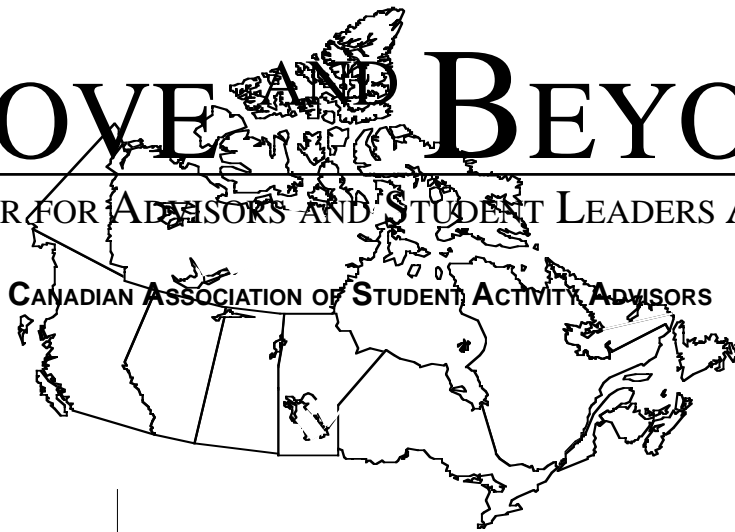 OVE AND BEYO
R FOR ADVISORS AND STUDENT LEADERS A
CANADIAN ASSOCIATION OF STUDENT ACTIVITY ADVISORS